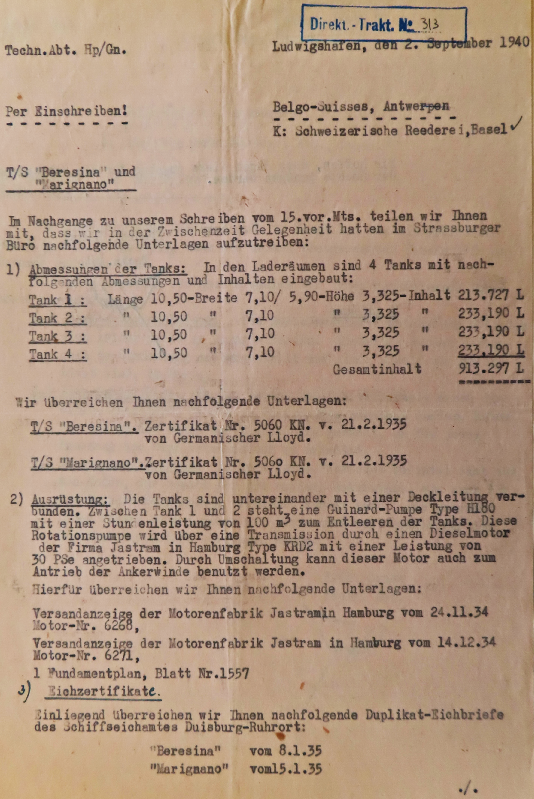 Direkt.-Trakt. № 313
Techn.Abt. Hp/Gn.
Ludwigshafen, den 2. September 1940
Per Einschreiben!
Belgo-Suisses, Antwerpen
K: Schweizerische Reederei,Basel ✓
T/S "Beresina" und
"Marignano"
Im Nachgange zu unserem Schreiben vom 15.vor.Mts. teilen wir Ihnen
mit, dass wir in der Zwischenzeit Gelegenheit hatten im Strassburger
Büro nachfolgende Unterlagen aufzutreiben:
1) Abmessungen der Tanks: In den Laderäumen sind 4 Tanks mit nach-
folgenden Abmessungen und Inhalten eingebaut:
Tank 1 : Länge 10,50-Breite 7,10/ 5,90-Höhe 3,325-Inhalt 213.727 L
Tank 2 : " 10,50 " 7,10 " 3,325 " 233,190 L
Tank 3 : " 10,50 " 7,10 " 3,325 " 233,190 L
Tank 4 : " 10,50 " 7,10 " 3,325 " 233,190 L
Gesamtinhalt 913.297 L
Wir überreichen Ihnen nachfolgende Unterlagen:
T/S "Beresina". Zertifikat Nr. 5060 KN. v. 21.2.1935
von Germanischer Lloyd.
T/S "Marignano".Zertifikat Nr. 506o KN. v. 21.2.1935
von Germanischer Lloyd.
2) Ausrüstung: Die Tanks sind untereinander mit einer Deckleitung ver-
bunden. Zwischen Tank 1 und 2 steht eine Guinard-Pumpe Type H180
mit einer Stundenleistung von 100 m³ zum Entleeren der Tanks. Diese
Rotationspumpe wird über eine Transmission durch einen Dieselmotor
der Firma Jastram in Hamburg Type KRD2 mit einer Leistung von
30 PSe angetrieben. Durch Umschaltung kann dieser Motor auch zum
Antrieb der Ankerwinde benutzt werden.
Hierfür überreichen wir Ihnen nachfolgende Unterlagen:
Versandanzeige der Motorenfabrik Jastramin Hamburg vom 24.11.34
Motor-Nr. 6268,
Versandanzeige der Motorenfabrik Jastram in Hamburg vom 14.12.34
Motor-Nr. 6271,
1 Fundamentplan, Blatt Nr.1557
3) Eichzertifikate.
Einliegend überreichen wir Ihnen nachfolgende Duplikat-Eichbriefe
des Schiffseichamtes Duisburg-Ruhrort:
"Beresina" vom 8.1.35
"Marignano" vom15.1.35
./.